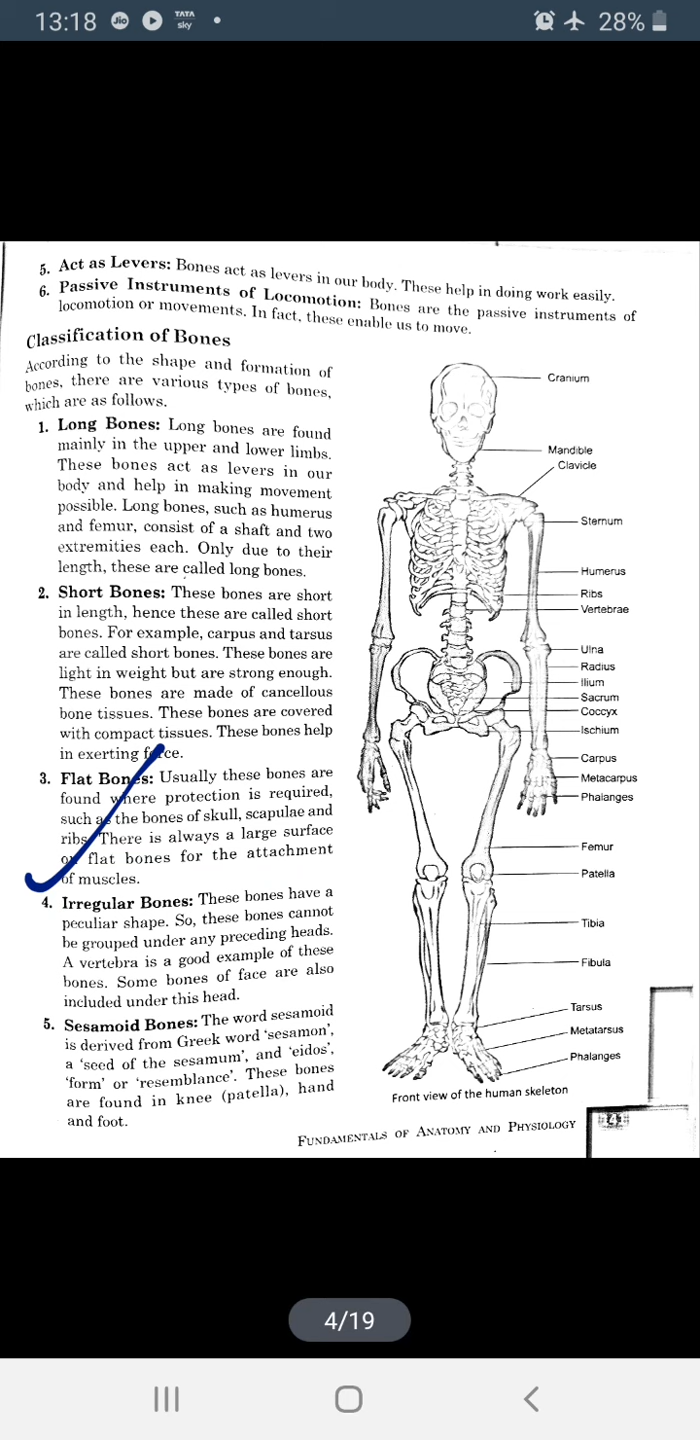 13:18 Jio TATA sky 28%
5. Act as Levers: Bones act as levers in our body. These help in doing work easily.
6. Passive Instruments of Locomotion: Bones are the passive instruments of
locomotion or movements. In fact, these enable us to move.
Classification of Bones
According to the shape and formation of
bones, there are various types of bones,
which are as follows.
1. Long Bones: Long bones are found
mainly in the upper and lower limbs.
These bones act as levers in our
body and help in making movement
possible. Long bones, such as humerus
and femur, consist of a shaft and two
extremities each. Only due to their
length, these are called long bones.
2. Short Bones: These bones are short
in length, hence these are called short
bones. For example, carpus and tarsus
are called short bones. These bones are
light in weight but are strong enough.
These bones are made of cancellous
bone tissues. These bones are covered
with compact tissues. These bones help
in exerting force.
3. Flat Bones: Usually these bones are
found where protection is required,
such as the bones of skull, scapulae and
ribs. There is always a large surface
on flat bones for the attachment
of muscles.
4. Irregular Bones: These bones have a
peculiar shape. So, these bones cannot
be grouped under any preceding heads.
A vertebra is a good example of these
bones. Some bones of face are also
included under this head.
5. Sesamoid Bones: The word sesamoid
is derived from Greek word 'sesamon',
a 'seed of the sesamum', and 'eidos',
'form' or 'resemblance'. These bones
are found in knee (patella), hand
and foot.
Cranium
Mandible
Clavicle
Sternum
Humerus
Ribs
Vertebrae
Ulna
Radius
Ilium
Sacrum
Coccyx
Ischium
Carpus
Metacarpus
Phalanges
Femur
Patella
Tibia
Fibula
Tarsus
Metatarsus
Phalanges
Front view of the human skeleton
FUNDAMENTALS OF ANATOMY AND PHYSIOLOGY
41
4/19